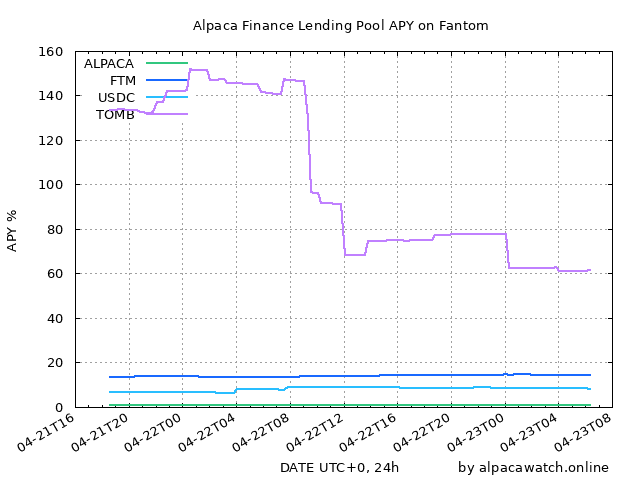 Alpaca Finance Lending Pool APY on Fantom
160
140
120
100
80
60
40
20
0
APY %
ALPACA
FTM
USDC
TOMB
04-21T16
04-21T20
04-22T00
04-22T04
04-22T08
04-22T12
04-22T16
04-22T20
04-23T00
04-23T04
04-23T08
DATE UTC+0, 24h
by alpacawatch.online